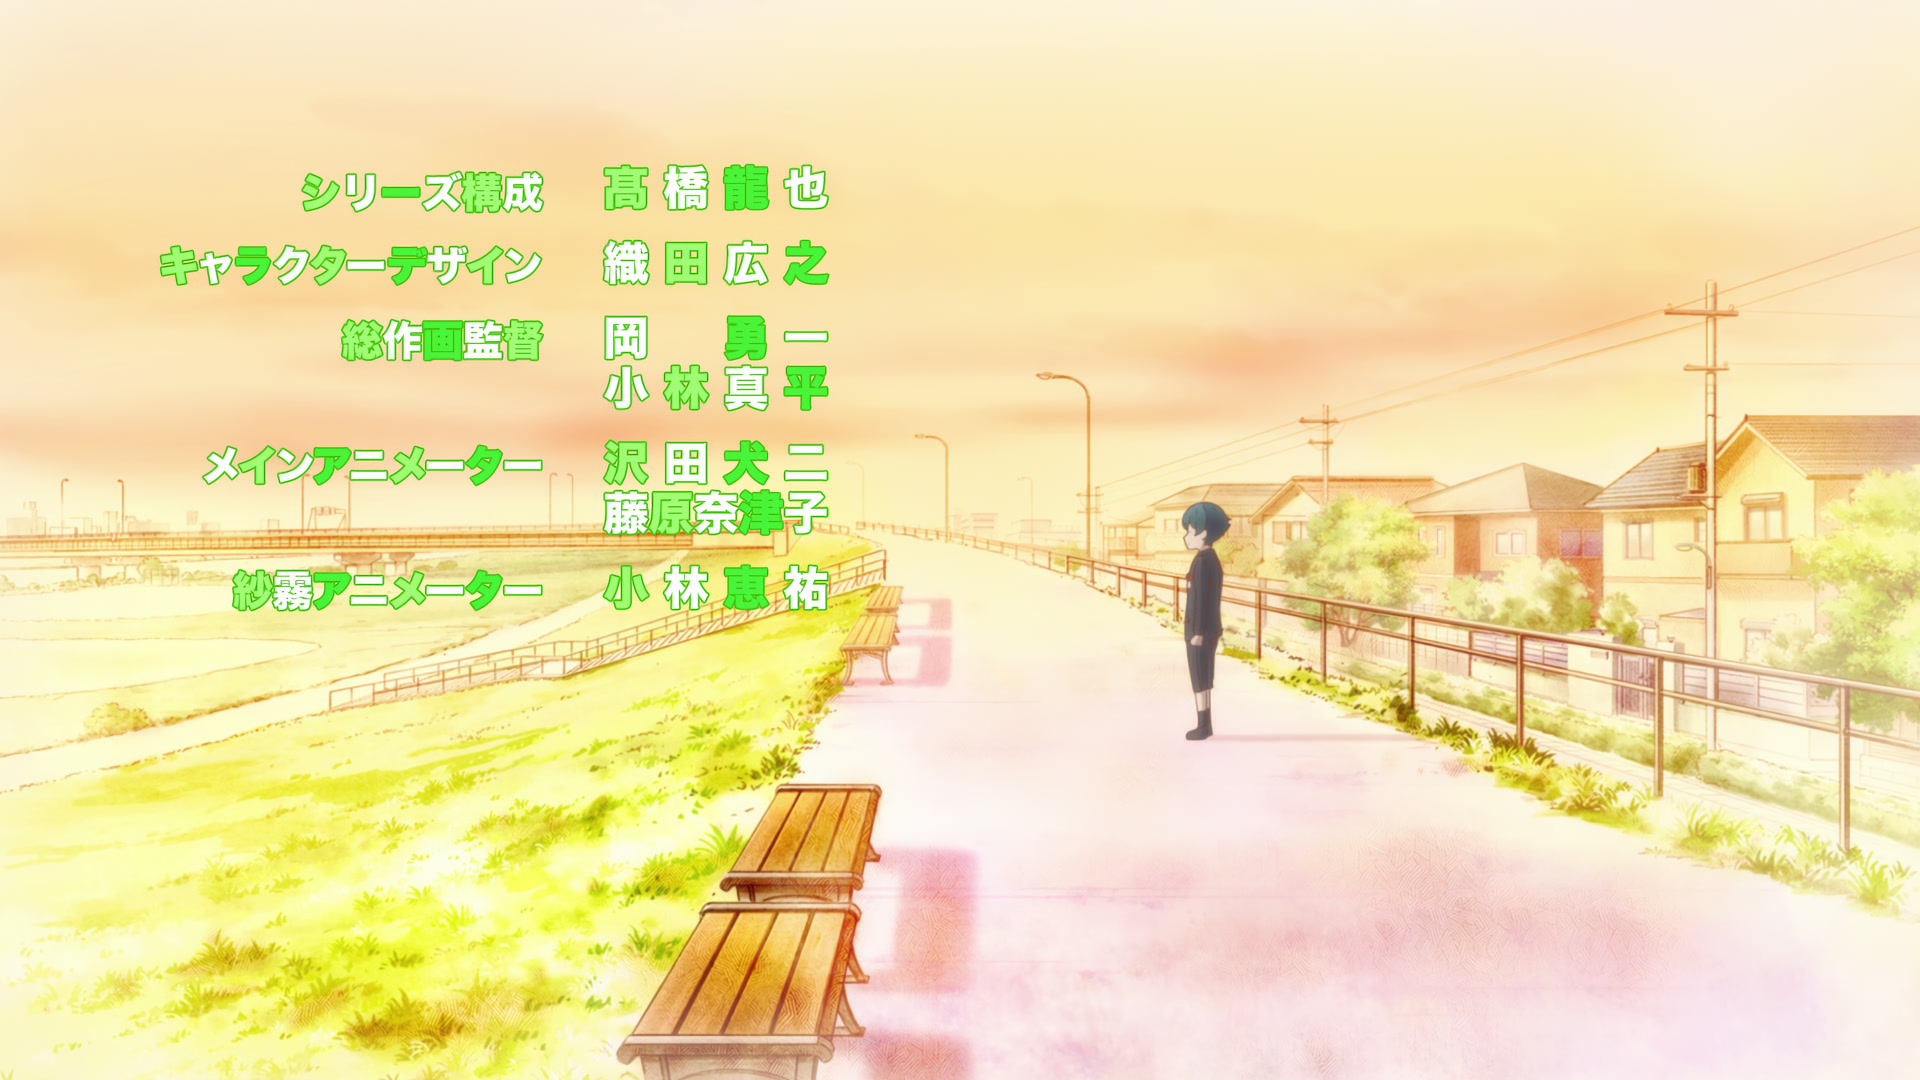 シリーズ構成 髙橋龍也
キャラクターデザイン 織田広之
総作画監督 岡 勇一
小林真平
メインアニメーター 沢田犬二
藤原奈津子
紗霧アニメーター 小林恵祐